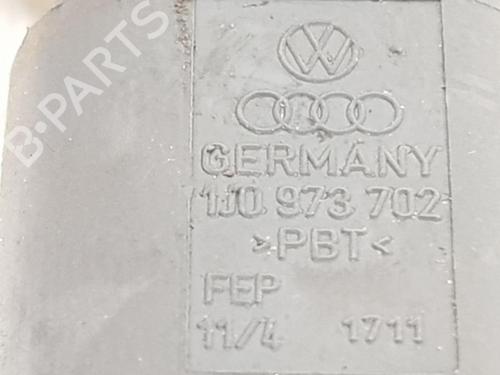 B-PARTS
GERMANY
1J0 973 702
>PBT<
FEP
11/4 1711